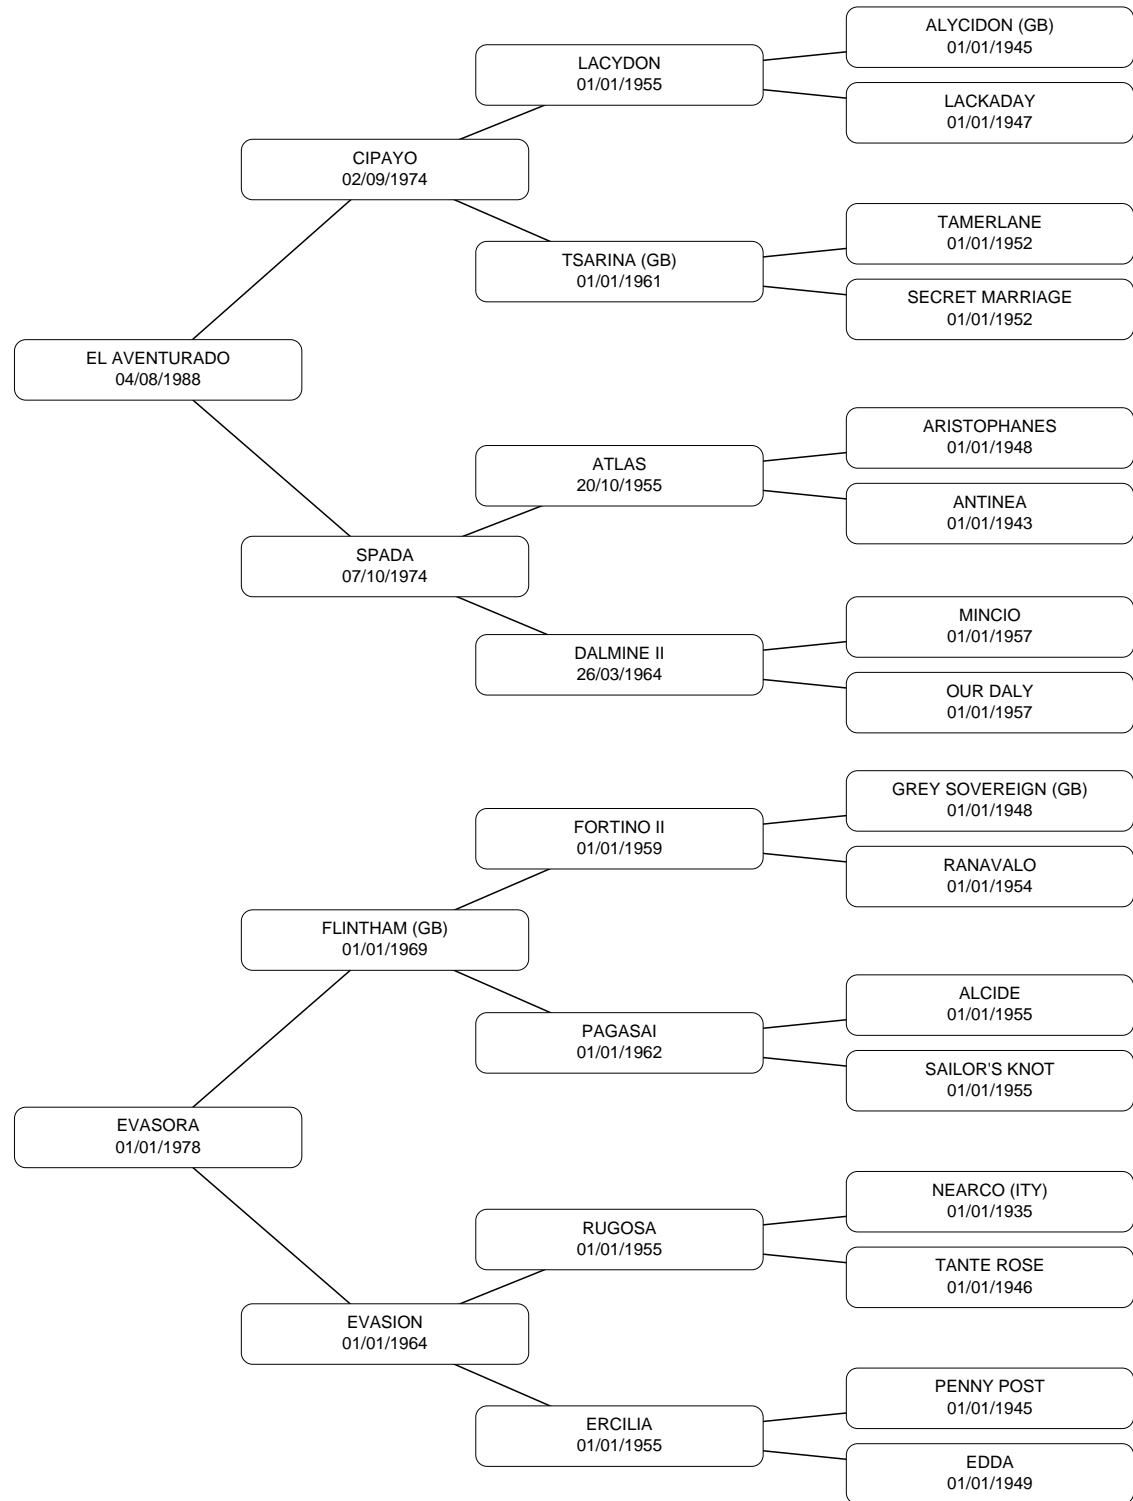 ALYCIDON (GB)
01/01/1945
LACYDON
01/01/1955
LACKADAY
01/01/1947
CIPAYO
02/09/1974
TAMERLANE
01/01/1952
TSARINA (GB)
01/01/1961
SECRET MARRIAGE
01/01/1952
EL AVENTURADO
04/08/1988
ARISTOPHANES
01/01/1948
ATLAS
20/10/1955
ANTINEA
01/01/1943
SPADA
07/10/1974
MINCIO
01/01/1957
DALMINE II
26/03/1964
OUR DALY
01/01/1957
GREY SOVEREIGN (GB)
01/01/1948
FORTINO II
01/01/1959
RANAVALO
01/01/1954
FLINTHAM (GB)
01/01/1969
ALCIDE
01/01/1955
PAGASAI
01/01/1962
SAILOR'S KNOT
01/01/1955
EVASORA
01/01/1978
NEARCO (ITY)
01/01/1935
RUGOSA
01/01/1955
TANTE ROSE
01/01/1946
EVASION
01/01/1964
PENNY POST
01/01/1945
ERCILIA
01/01/1955
EDDA
01/01/1949